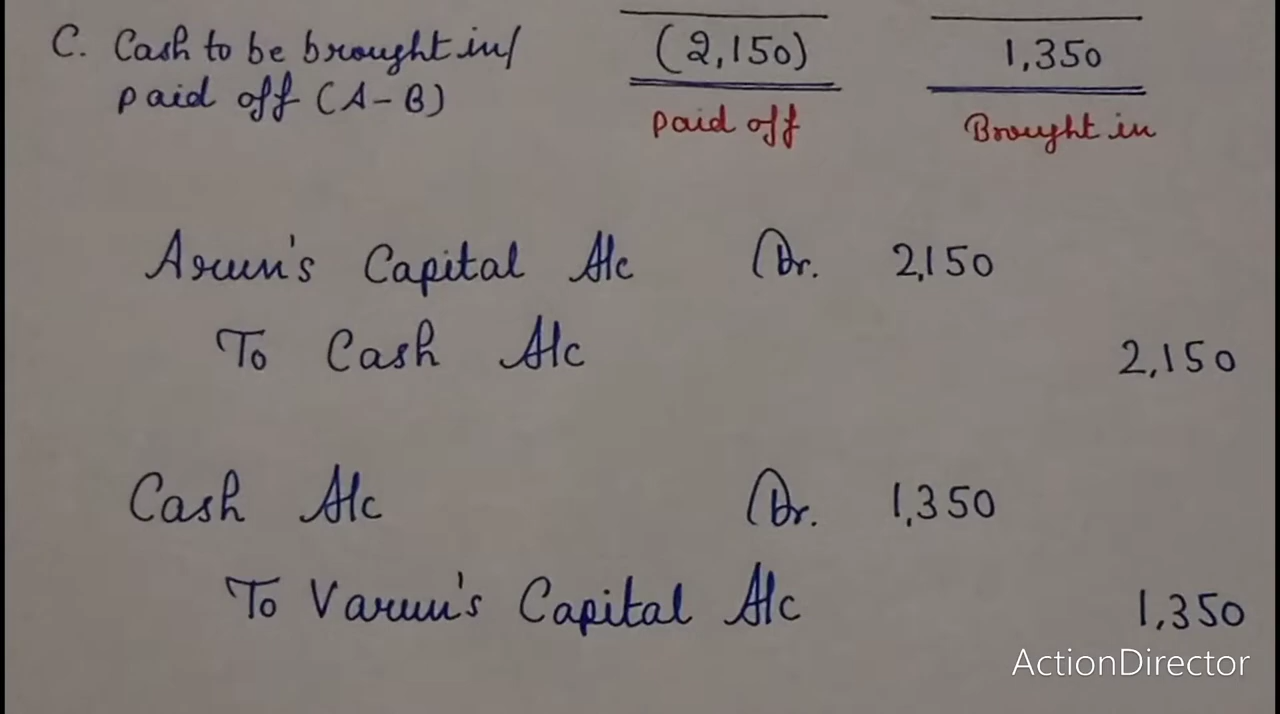 C. Cash to be brought in/ (2,150) 1,350
paid off (A-B)
Paid off Brought in
Arun's Capital A/c Dr. 2,150
To Cash A/c 2,150
Cash A/c Dr. 1,350
To Varun's Capital A/c 1,350
ActionDirector